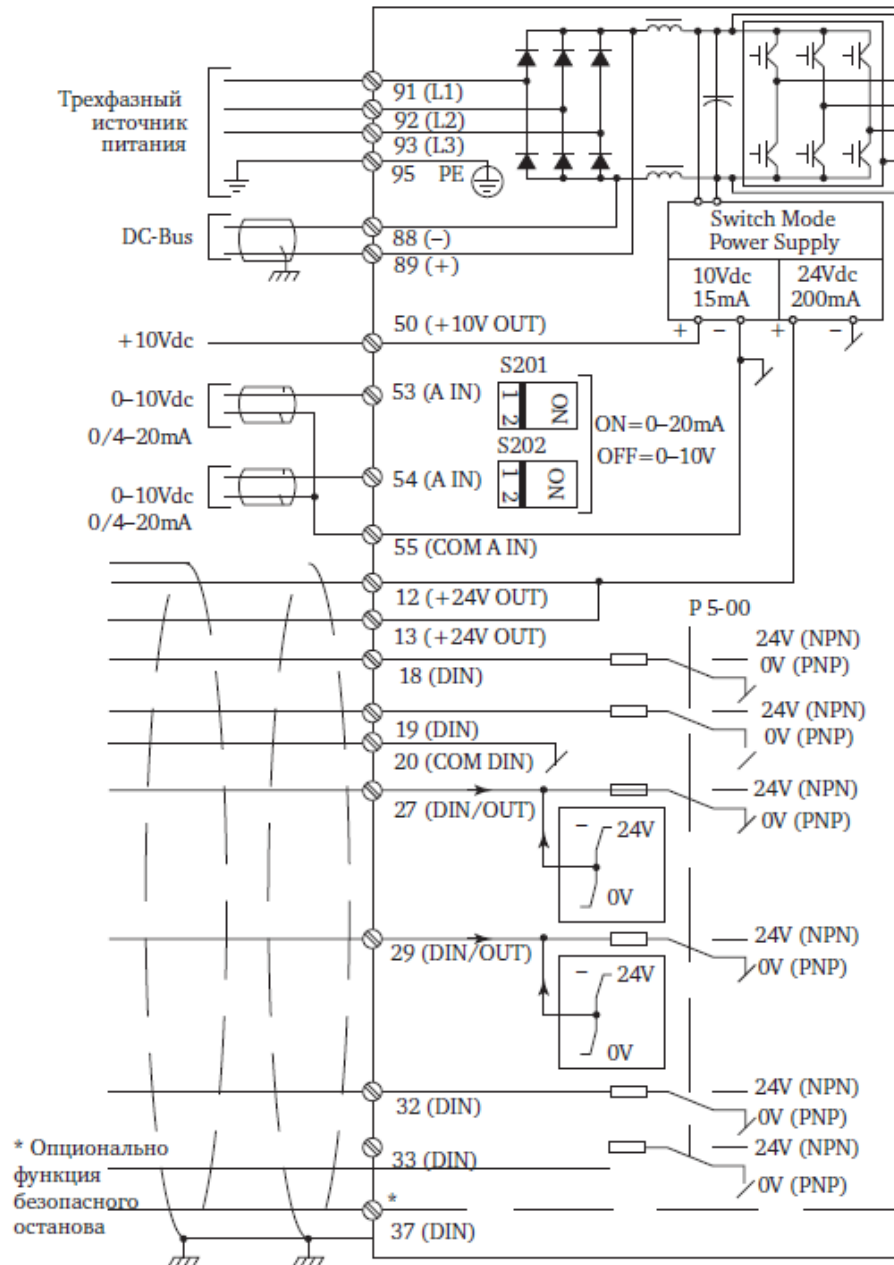 Трехфазный
источник
питания
91 (L1)
92 (L2)
93 (L3)
95 PE
DC-Bus
88 (–)
89 (+)
Switch Mode
Power Supply
10Vdc
15mA
24Vdc
200mA
+ – + –
+10Vdc
50 (+10V OUT)
0–10Vdc
0/4–20mA
53 (A IN)
S201
1 2
ON
S202
1 2
ON
ON=0–20mA
OFF=0–10V
0–10Vdc
0/4–20mA
54 (A IN)
55 (COM A IN)
12 (+24V OUT)
13 (+24V OUT)
P 5-00
18 (DIN)
24V (NPN)
0V (PNP)
19 (DIN)
24V (NPN)
0V (PNP)
20 (COM DIN)
27 (DIN/OUT)
24V (NPN)
0V (PNP)
24V
0V
29 (DIN/OUT)
24V (NPN)
0V (PNP)
24V
0V
32 (DIN)
24V (NPN)
0V (PNP)
33 (DIN)
24V (NPN)
0V (PNP)
* Опционально
функция
безопасного
останова
*
37 (DIN)